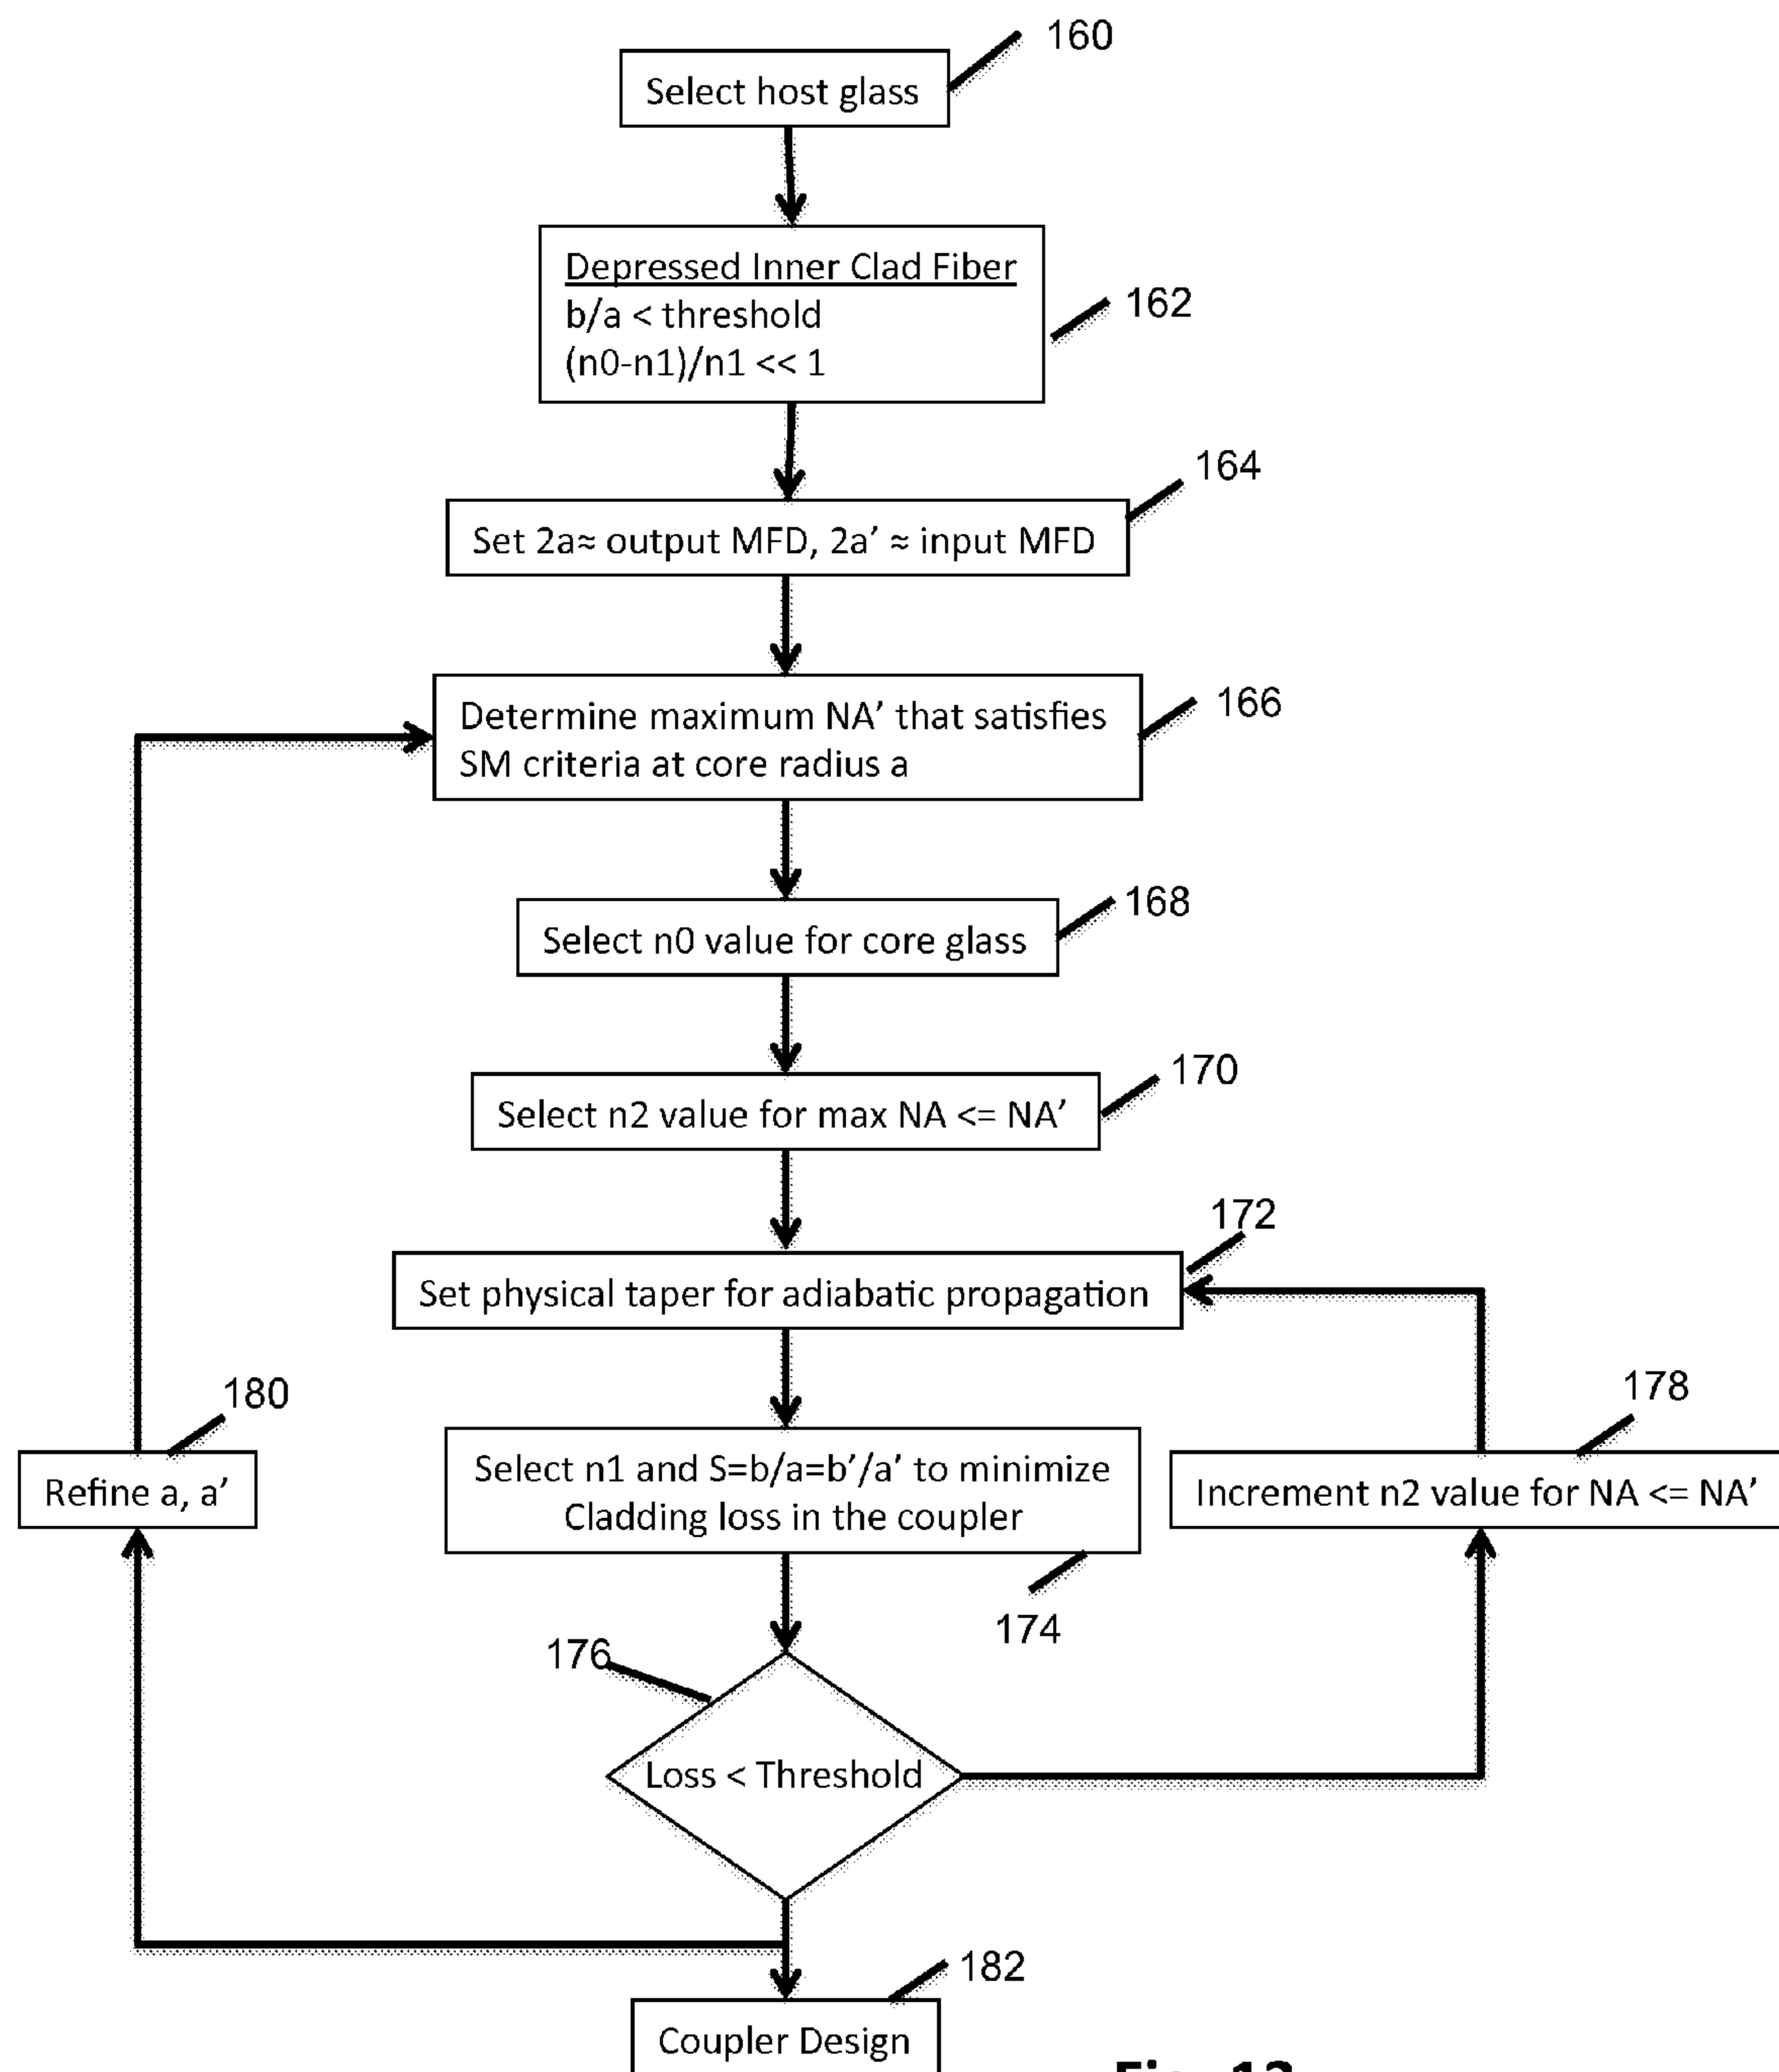 160
Select host glass
Depressed Inner Clad Fiber
b/a < threshold
(n0-n1)/n1 << 1
162
164
Set 2a≈ output MFD, 2a’ ≈ input MFD
Determine maximum NA’ that satisfies
SM criteria at core radius a
166
168
Select n0 value for core glass
170
Select n2 value for max NA <= NA’
172
Set physical taper for adiabatic propagation
180
Refine a, a’
Select n1 and S=b/a=b’/a’ to minimize
Cladding loss in the coupler
174
178
Increment n2 value for NA <= NA’
176
Loss < Threshold
182
Coupler Design